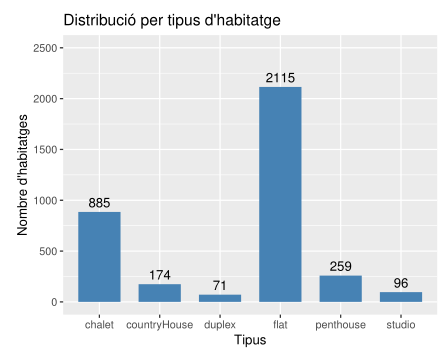 Distribució per tipus d'habitatge
Nombre d'habitatges
2500
2000
1500
1000
500
0
885
174
71
2115
259
96
chalet
countryHouse
duplex
flat
penthouse
studio
Tipus